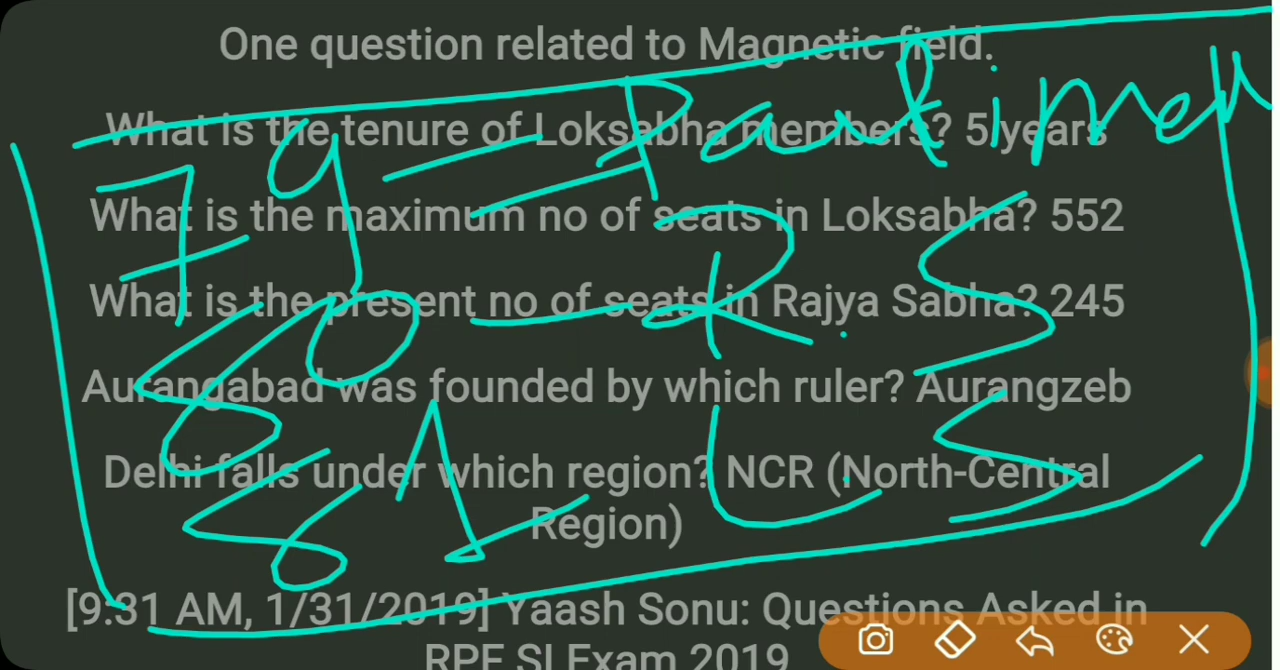 One question related to Magnetic field.
What is the tenure of Loksabha members? 5 years
What is the maximum no of seats in Loksabha? 552
What is the present no of seats in Rajya Sabha? 245
Aurangabad was founded by which ruler? Aurangzeb
Delhi falls under which region? NCR (North-Central
Region)
[9:31 AM, 1/31/2019] Yaash Sonu: Questions Asked in
RPF SI Exam 2019
79
80
81
R.S
L.S